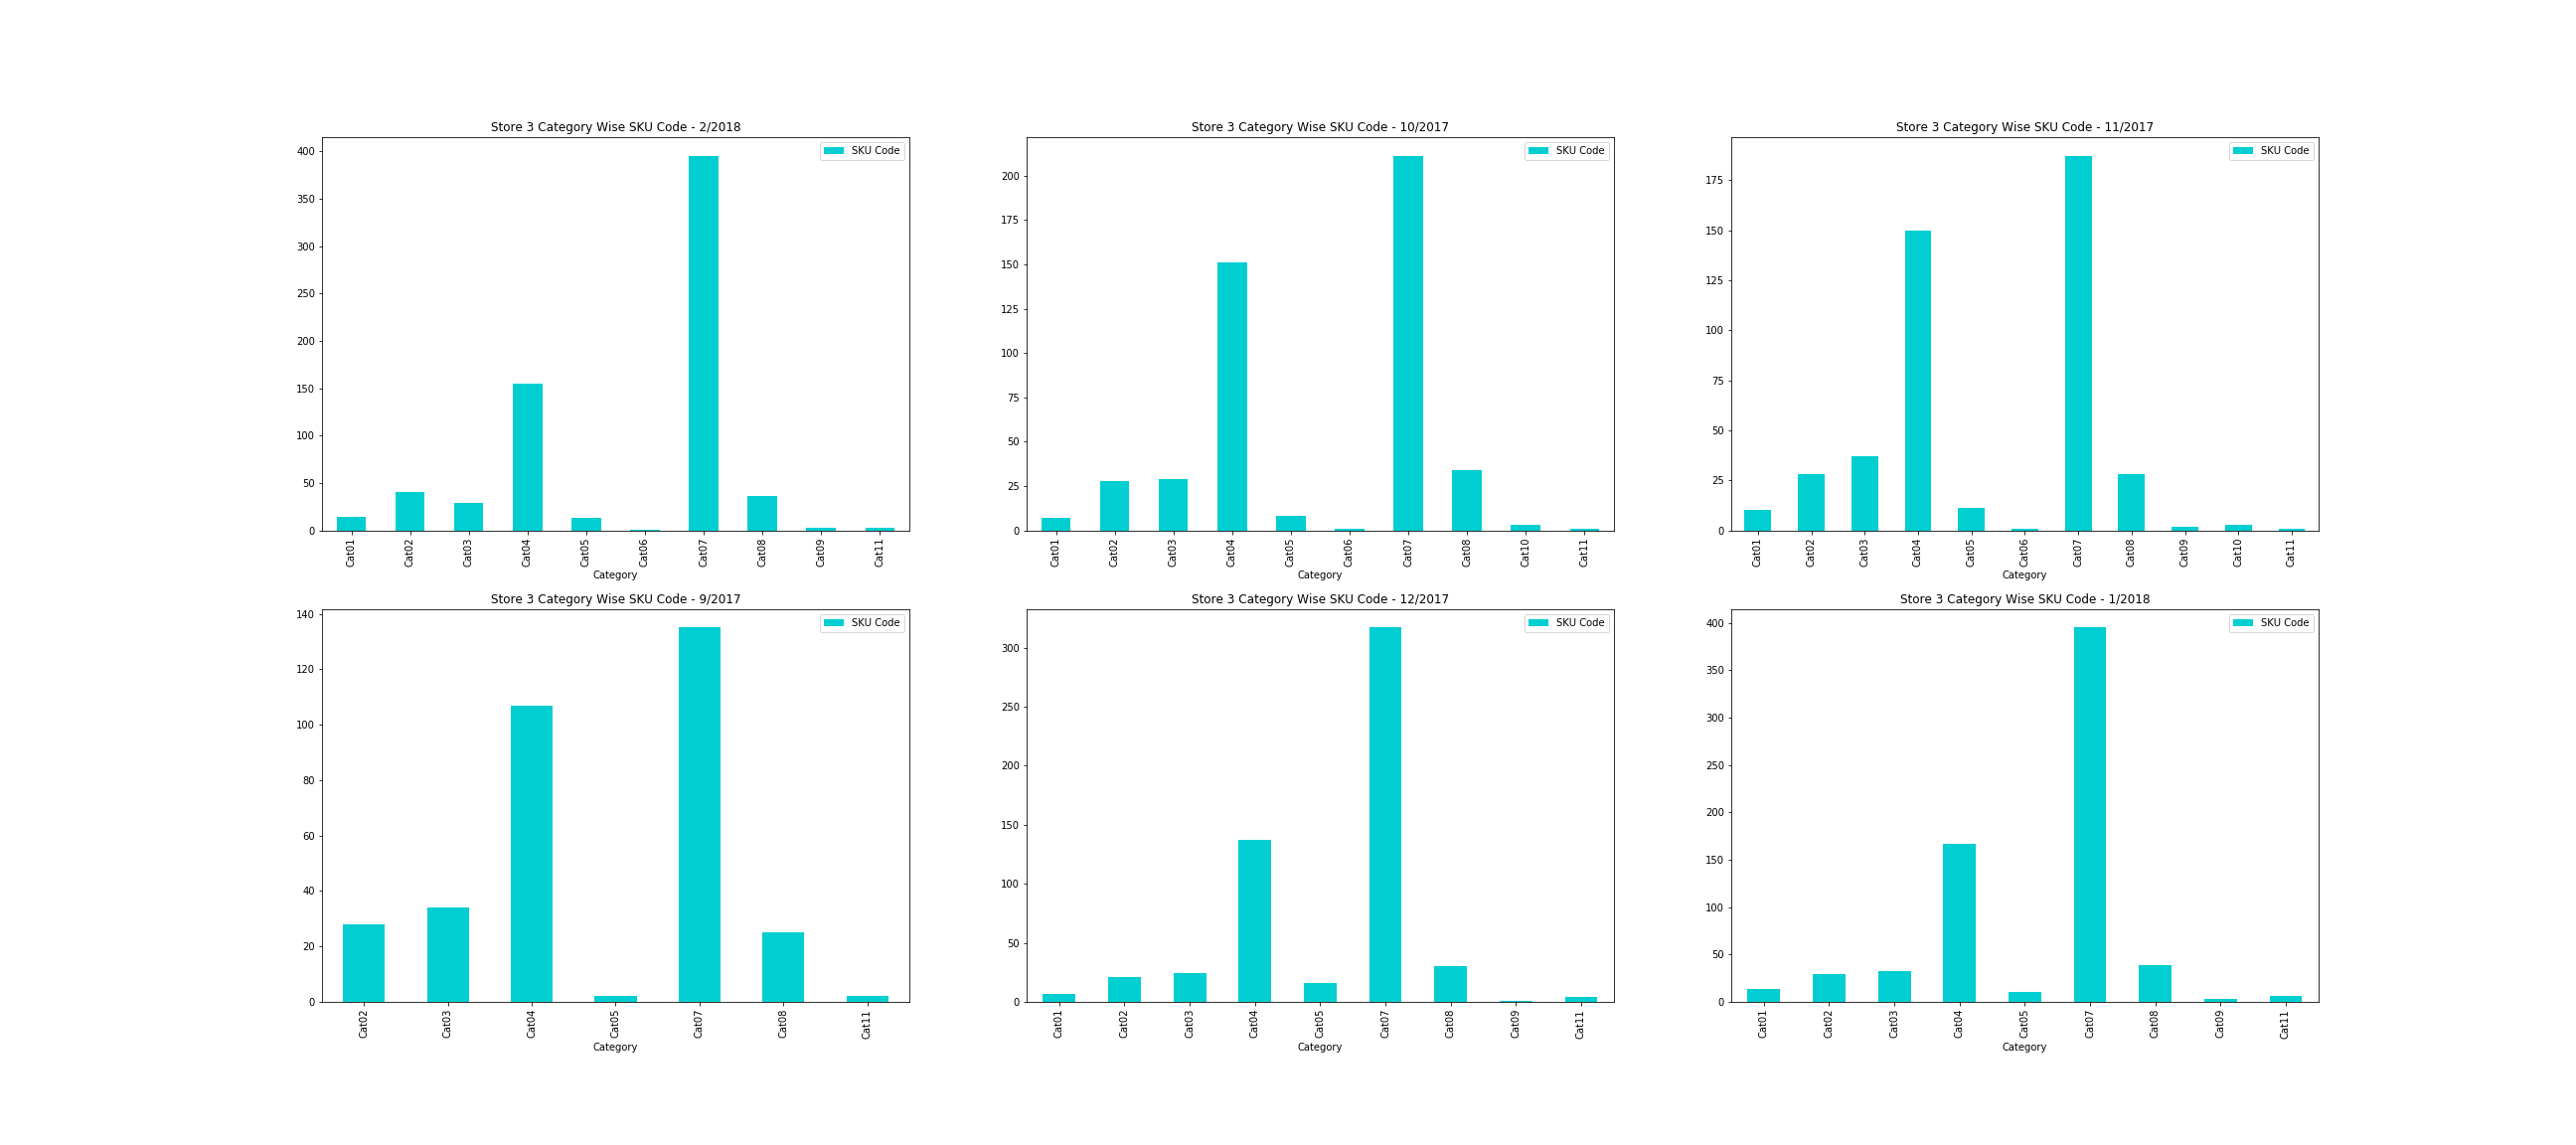 Store 3 Category Wise SKU Code - 2/2018
SKU Code
400
350
300
250
200
150
100
50
0
Cat01
Cat02
Cat03
Cat04
Cat05
Cat06
Cat07
Cat08
Cat09
Cat11
Category
Store 3 Category Wise SKU Code - 10/2017
SKU Code
200
175
150
125
100
75
50
25
0
Cat01
Cat02
Cat03
Cat04
Cat05
Cat06
Cat07
Cat08
Cat10
Cat11
Category
Store 3 Category Wise SKU Code - 11/2017
SKU Code
175
150
125
100
75
50
25
0
Cat01
Cat02
Cat03
Cat04
Cat05
Cat06
Cat07
Cat08
Cat09
Cat10
Cat11
Category
Store 3 Category Wise SKU Code - 9/2017
SKU Code
140
120
100
80
60
40
20
0
Cat02
Cat03
Cat04
Cat05
Cat07
Cat08
Cat11
Category
Store 3 Category Wise SKU Code - 12/2017
SKU Code
300
250
200
150
100
50
0
Cat01
Cat02
Cat03
Cat04
Cat05
Cat07
Cat08
Cat09
Cat11
Category
Store 3 Category Wise SKU Code - 1/2018
SKU Code
400
350
300
250
200
150
100
50
0
Cat01
Cat02
Cat03
Cat04
Cat05
Cat07
Cat08
Cat09
Cat11
Category